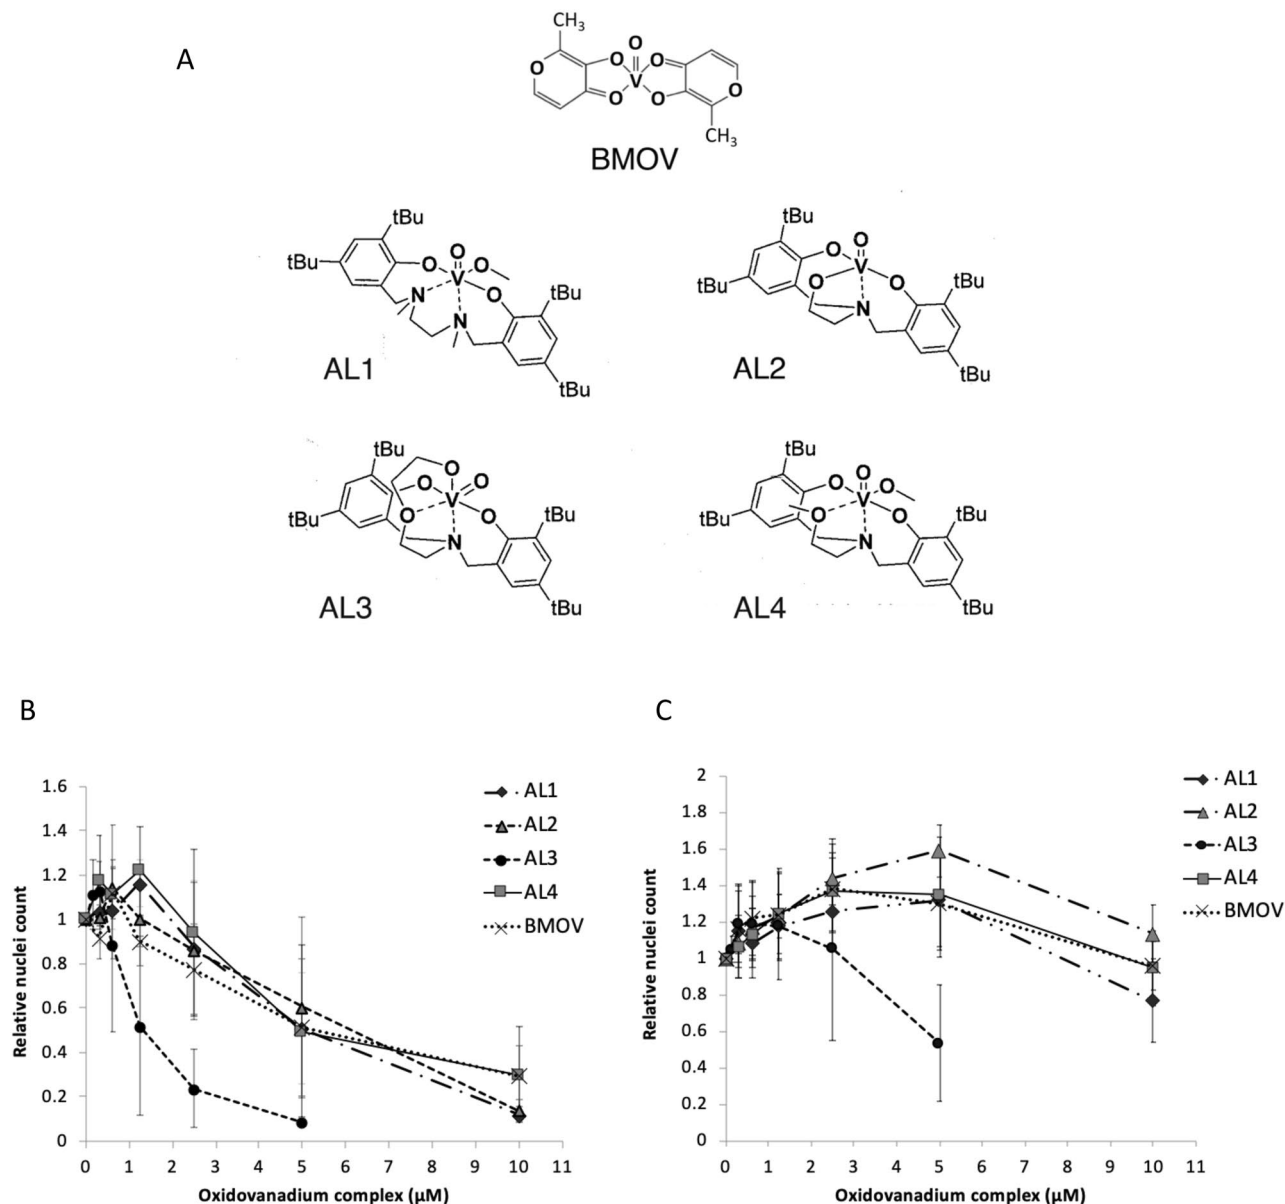 A
CH₃
O
O
O
O
V
O
O
O
CH₃
BMOV
tBu
tBu
O
O
O
V
N
O
tBu
N
AL1
tBu
tBu
O
O
tBu
V
O
O
tBu
N
AL2
tBu
tBu
O
O
O
V
tBu
O
O
tBu
N
AL3
tBu
tBu
O
O
O
V
tBu
O
O
tBu
N
AL4
tBu
B
Relative nuclei count
1.6
1.4
1.2
1
0.8
0.6
0.4
0.2
0
0 1 2 3 4 5 6 7 8 9 10 11
Oxidovanadium complex (µM)
AL1
AL2
AL3
AL4
BMOV
C
Relative nuclei count
2
1.8
1.6
1.4
1.2
1
0.8
0.6
0.4
0.2
0
0 1 2 3 4 5 6 7 8 9 10 11
Oxidovanadium complex (µM)
AL1
AL2
AL3
AL4
BMOV